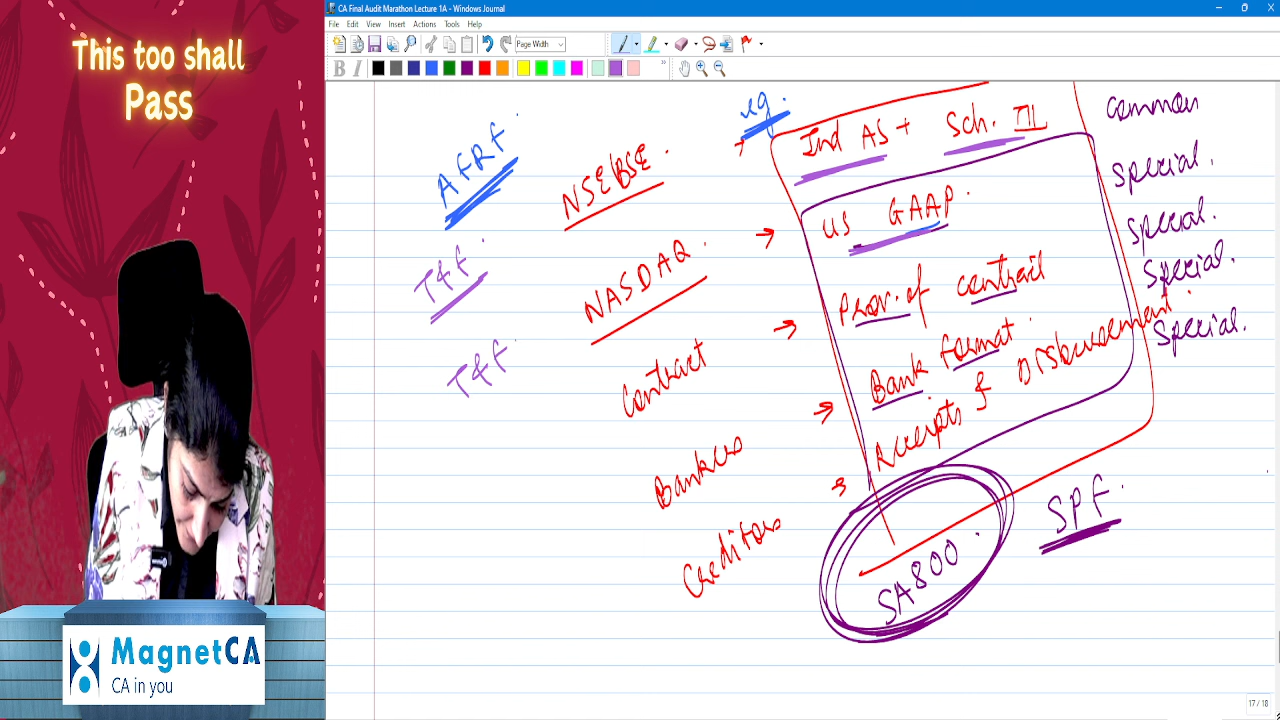 This too shall
Pass
MagnetCA
CA in you
CA Final Audit Marathon Lecture 1A - Windows Journal
File Edit View Insert Actions Tools Help
Page Width
B I
eg.
AFRF
T&F.
T&F.
NSE/BSE.
NASDAQ.
Contract
Bankers
Creditors
Ind AS + Sch. III
US GAAP.
Prov. of contract
Bank format.
Receipts & Disbursement
common
Special.
Special.
Special.
Special.
SA800.
SPF.
17 / 18